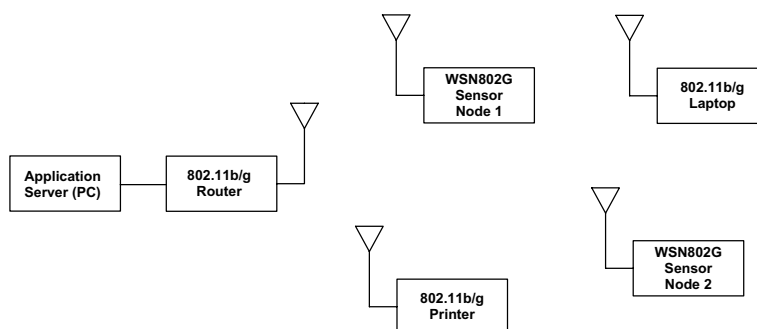 WSN802G
Sensor
Node 1
802.11b/g
Laptop
Application
Server (PC)
802.11b/g
Router
WSN802G
Sensor
Node 2
802.11b/g
Printer